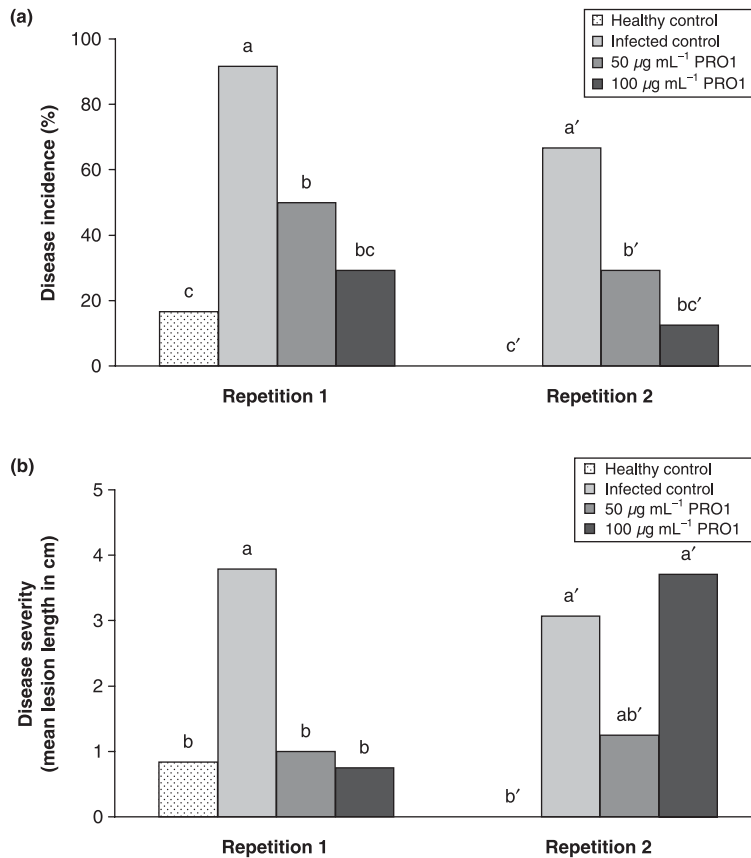 (a)
Healthy control
Infected control
50 µg mL⁻¹ PRO1
100 µg mL⁻¹ PRO1
Disease incidence (%)
100
80
60
40
20
0
c
a
b
bc
c′
a′
b′
bc′
Repetition 1
Repetition 2
(b)
Healthy control
Infected control
50 µg mL⁻¹ PRO1
100 µg mL⁻¹ PRO1
Disease severity
(mean lesion length in cm)
5
4
3
2
1
0
b
a
b
b
b′
a′
ab′
a′
Repetition 1
Repetition 2